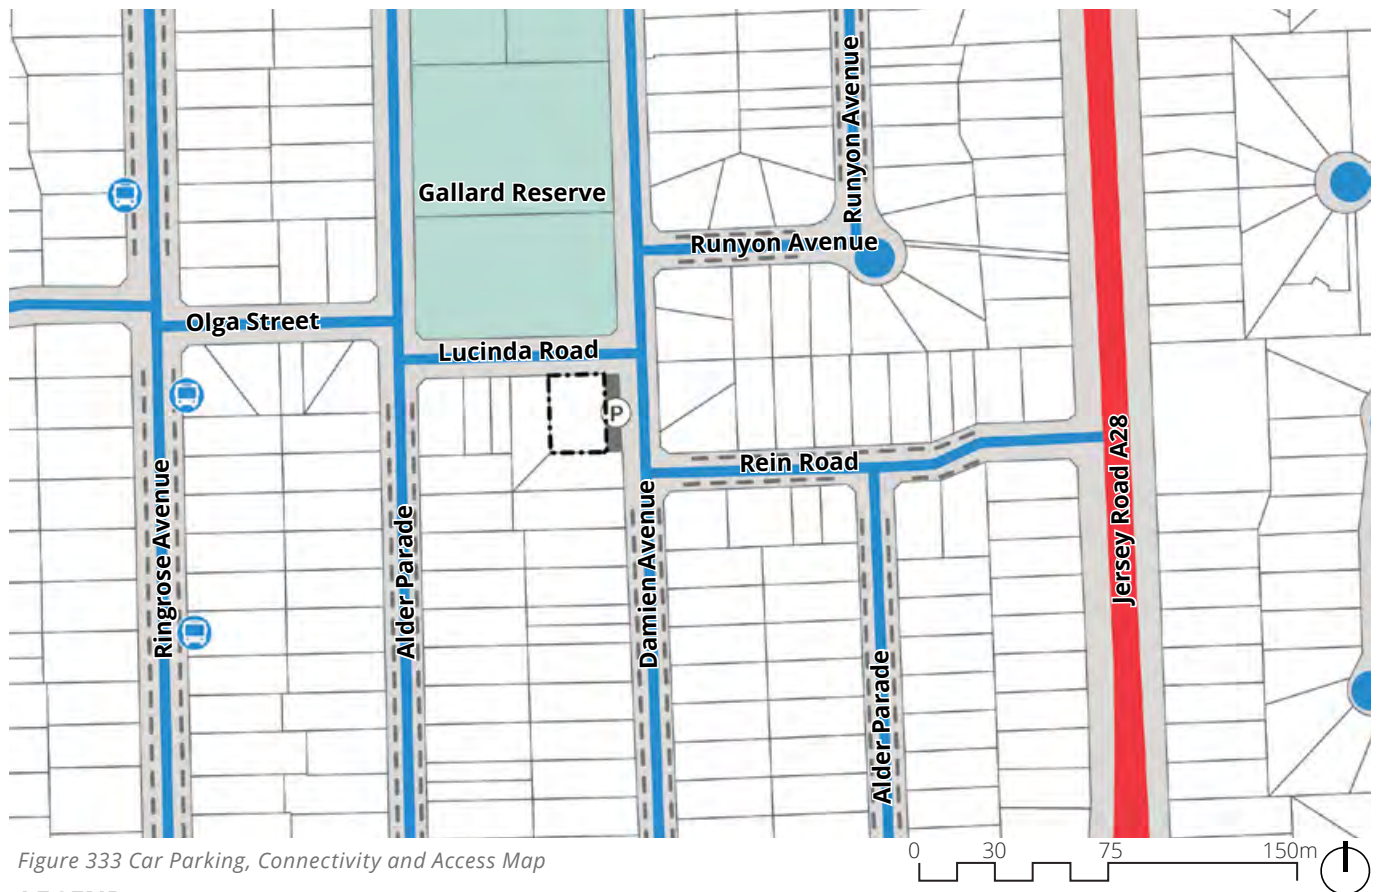 Runyon Avenue
Gallard Reserve
Runyon Avenue
Olga Street
Lucinda Road
P
Rein Road
Jersey Road A28
Ringrose Avenue
Alder Parade
Damien Avenue
Alder Parade
Figure 333 Car Parking, Connectivity and Access Map
0 30 75 150m